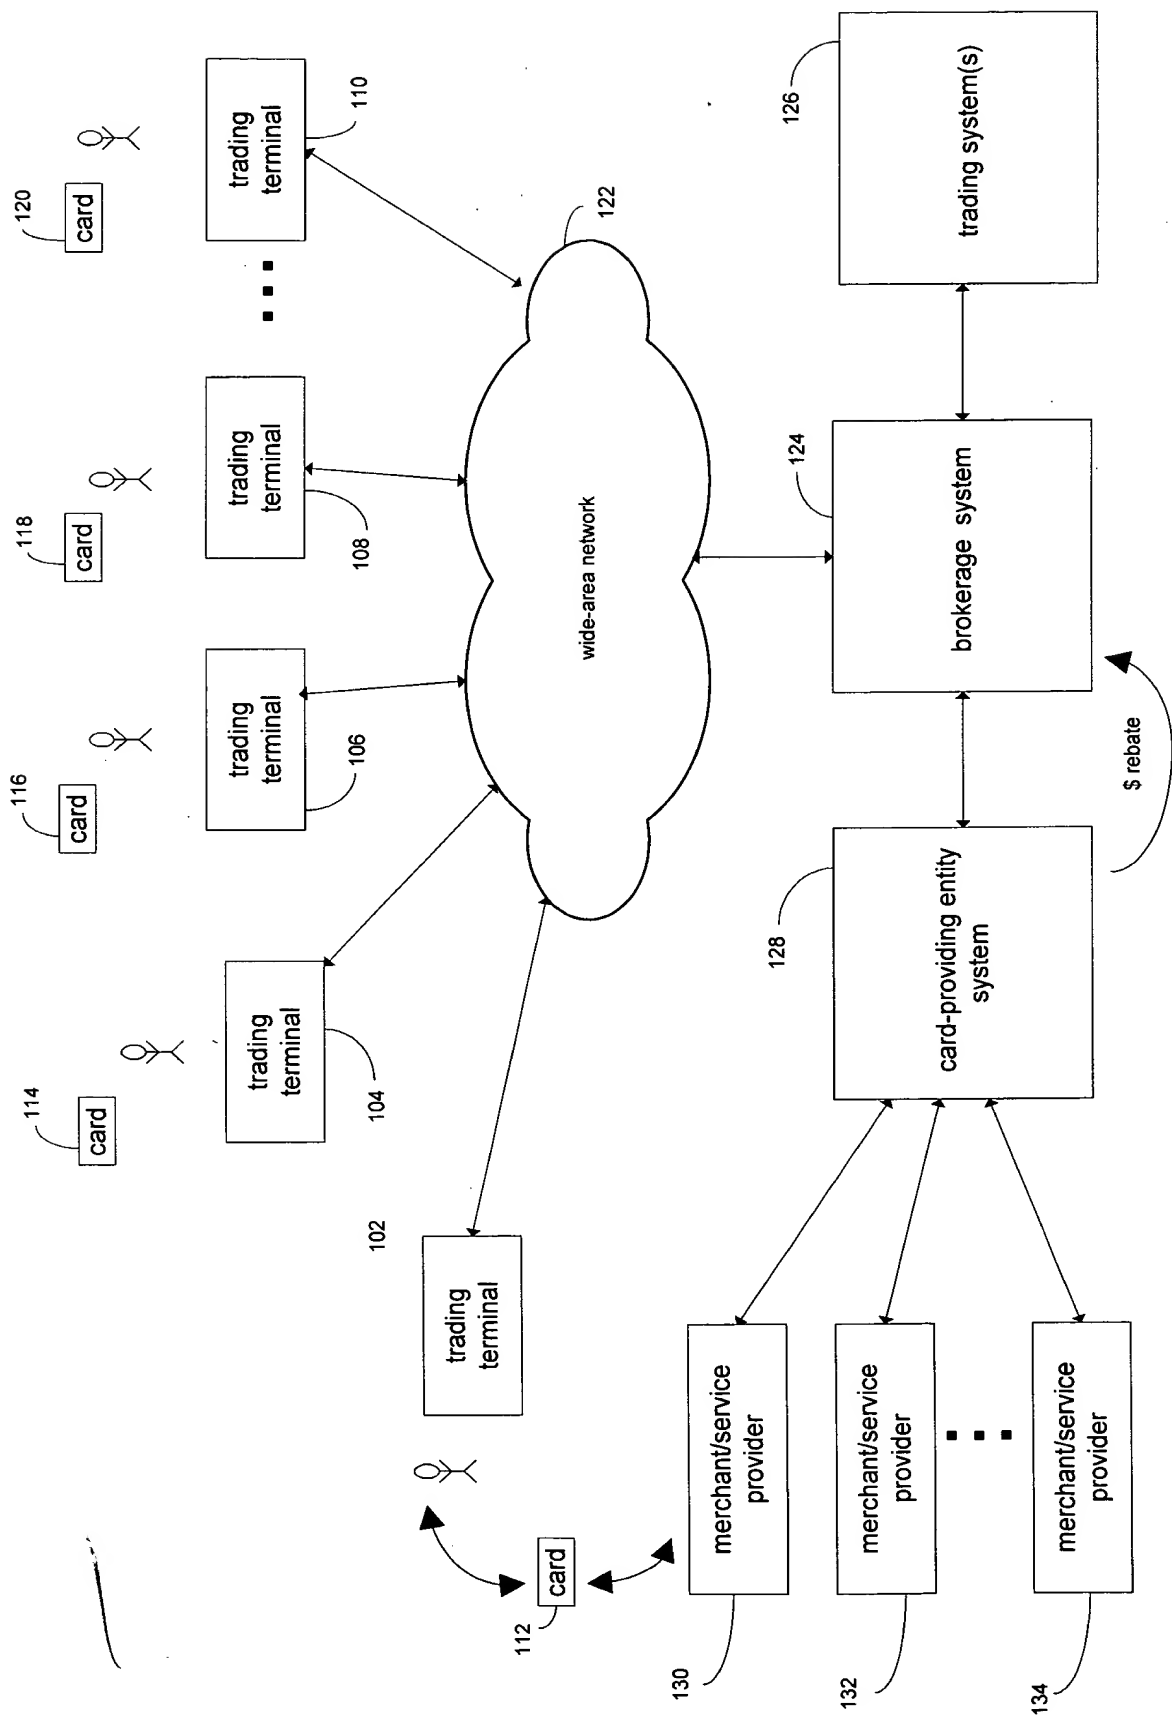 120
card
trading
terminal
110
118
card
trading
terminal
108
116
card
trading
terminal
106
114
card
trading
terminal
104
102
trading
terminal
112
card
122
wide-area network
126
trading system(s)
124
brokerage system
$ rebate
128
card-providing entity
system
130
merchant/service
provider
132
merchant/service
provider
134
merchant/service
provider